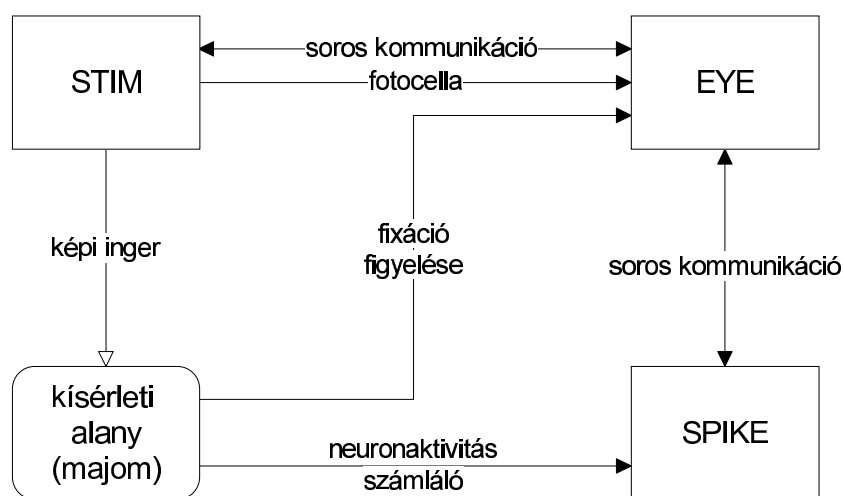 STIM
soros kommunikáció
fotocella
EYE
képi inger
fixáció
figyelése
soros kommunikáció
kísérleti
alany
(majom)
neuronaktivitás
számláló
SPIKE